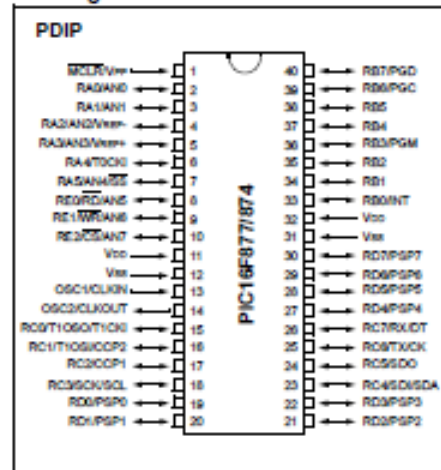 PDIP
MCLR/VPP 1 40 RB7/PGD
RA0/AN0 2 39 RB6/PGC
RA1/AN1 3 38 RB5
RA2/AN2/VREF- 4 37 RB4
RA3/AN3/VREF+ 5 36 RB3/PGM
RA4/T0CKI 6 35 RB2
RA5/AN4/SS 7 34 RB1
RE0/RD/AN5 8 33 RB0/INT
RE1/WR/AN6 9 32 VDD
RE2/CS/AN7 10 31 VSS
VDD 11 30 RD7/PSP7
VSS 12 29 RD6/PSP6
OSC1/CLKIN 13 28 RD5/PSP5
OSC2/CLKOUT 14 27 RD4/PSP4
RC0/T1OSO/T1CKI 15 26 RC7/RX/DT
RC1/T1OSI/CCP2 16 25 RC6/TX/CK
RC2/CCP1 17 24 RC5/SDO
RC3/SCK/SCL 18 23 RC4/SDI/SDA
RD0/PSP0 19 22 RD3/PSP3
RD1/PSP1 20 21 RD2/PSP2
PIC16F877/874